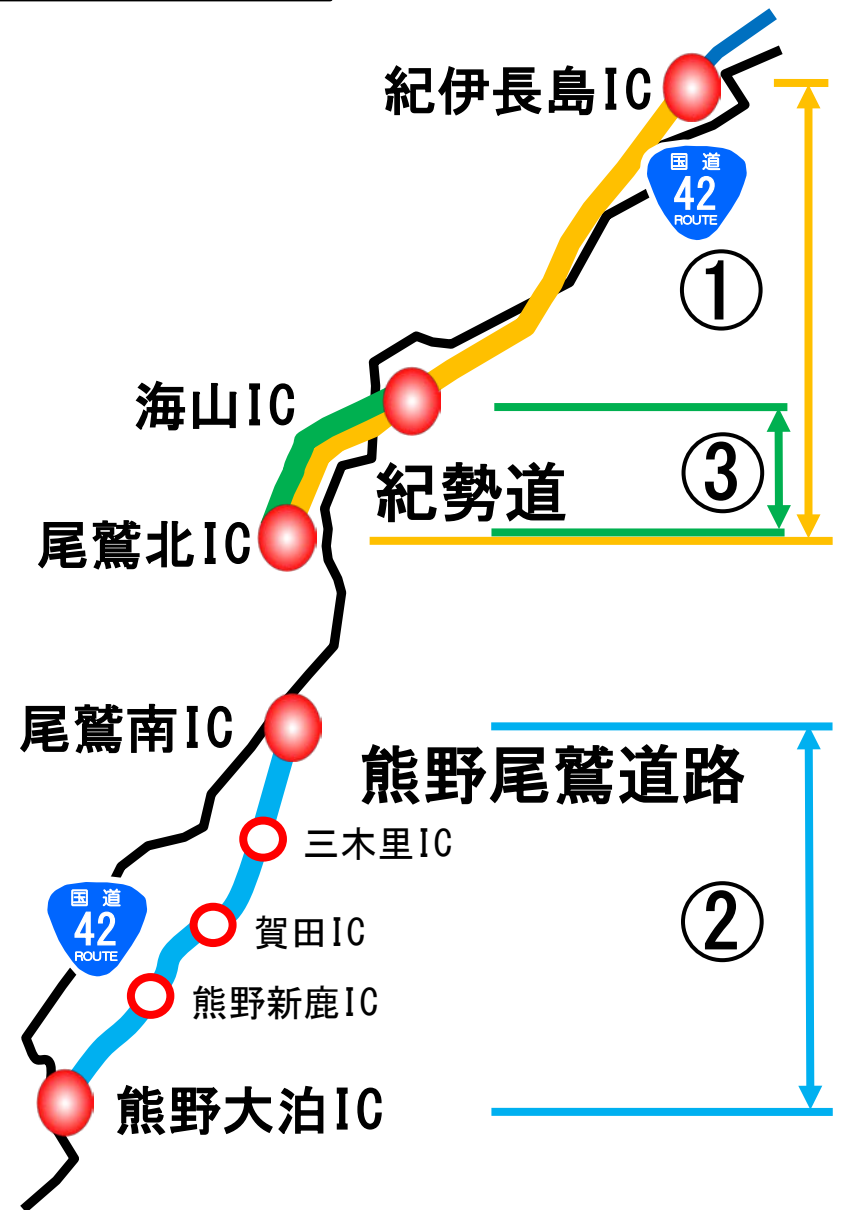 紀伊長島IC
国道
42
ROUTE
①
海山IC
③
紀勢道
尾鷲北IC
尾鷲南IC
熊野尾鷲道路
三木里IC
国道
42
ROUTE
②
賀田IC
熊野新鹿IC
熊野大泊IC